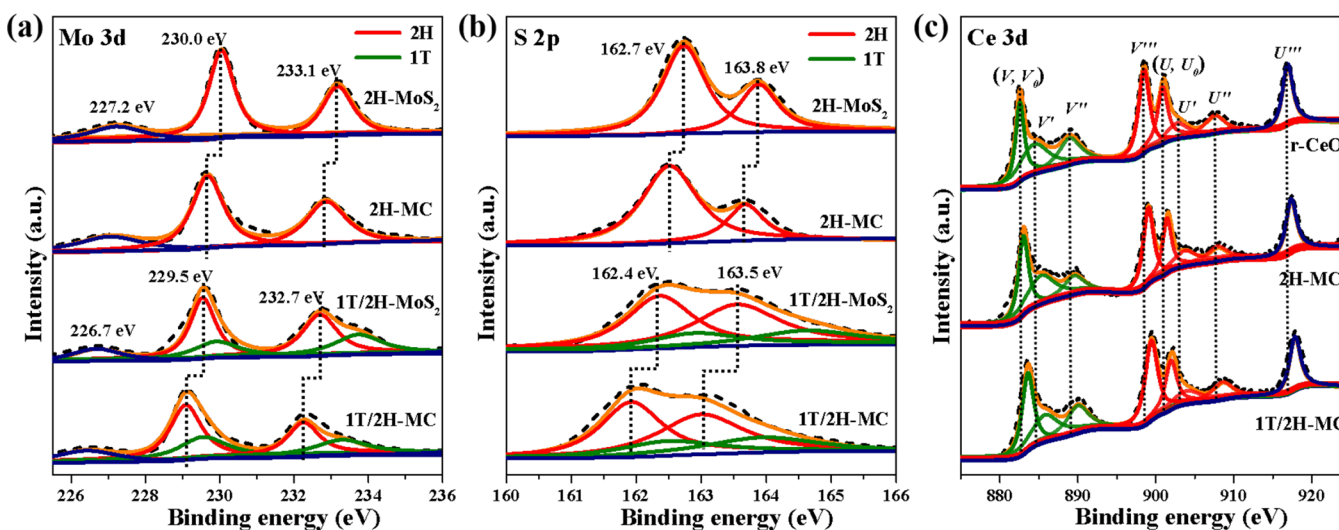 (a) Mo 3d
230.0 eV
2H
1T
233.1 eV
227.2 eV
2H-MoS2
2H-MC
229.5 eV
232.7 eV
1T/2H-MoS2
226.7 eV
1T/2H-MC
Intensity (a.u.)
226 228 230 232 234 236
Binding energy (eV)
(b) S 2p
162.7 eV
2H
1T
163.8 eV
2H-MoS2
2H-MC
162.4 eV
163.5 eV
1T/2H-MoS2
1T/2H-MC
Intensity (a.u.)
160 161 162 163 164 165 166
Binding energy (eV)
(c) Ce 3d
V'''
(U, U0)
U'''
(V, V0)
V'
V''
U'
U''
r-CeO
2H-MC
1T/2H-MC
Intensity (a.u.)
880 890 900 910 920
Binding energy (eV)